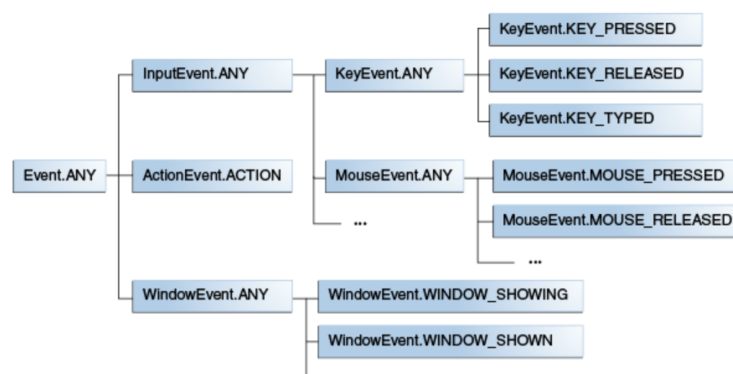 KeyEvent.KEY_PRESSED
InputEvent.ANY
KeyEvent.ANY
KeyEvent.KEY_RELEASED
KeyEvent.KEY_TYPED
Event.ANY
ActionEvent.ACTION
MouseEvent.ANY
MouseEvent.MOUSE_PRESSED
MouseEvent.MOUSE_RELEASED
...
...
WindowEvent.ANY
WindowEvent.WINDOW_SHOWING
WindowEvent.WINDOW_SHOWN